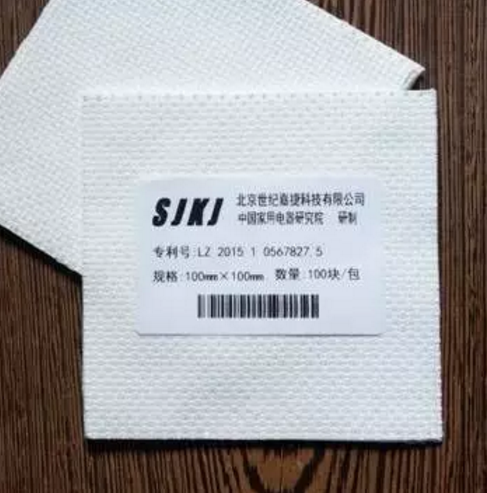 SJKJ
北京世纪嘉捷科技有限公司
中国家用电器研究院 研制
专利号:LZ 2015 1 0567827.5
规格:100mm×100mm 数量:100块/包